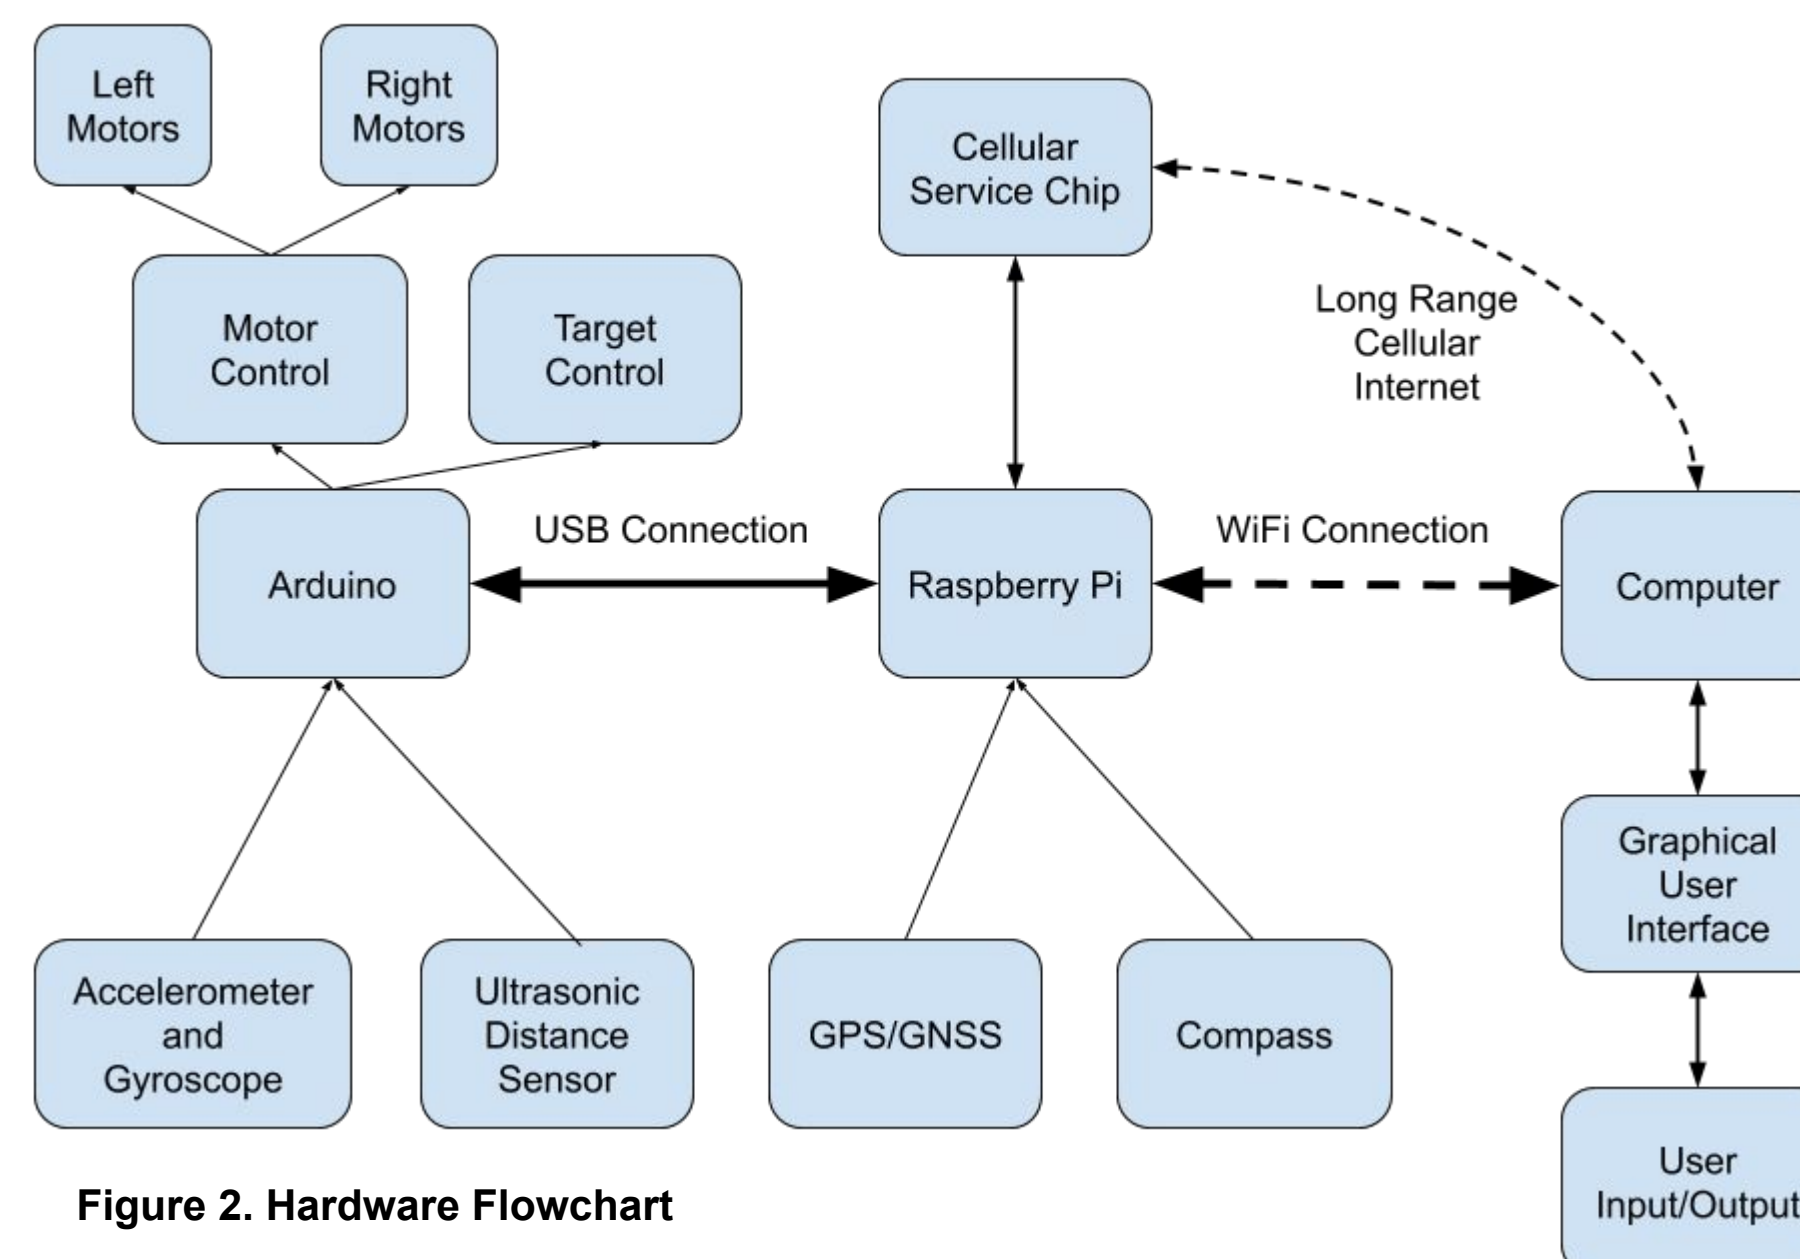 Left
Motors
Right
Motors
Cellular
Service Chip
Motor
Control
Target
Control
Long Range
Cellular
Internet
Arduino
USB Connection
Raspberry Pi
WiFi Connection
Computer
Graphical
User
Interface
Accelerometer
and
Gyroscope
Ultrasonic
Distance
Sensor
GPS/GNSS
Compass
User
Input/Output
Figure 2. Hardware Flowchart